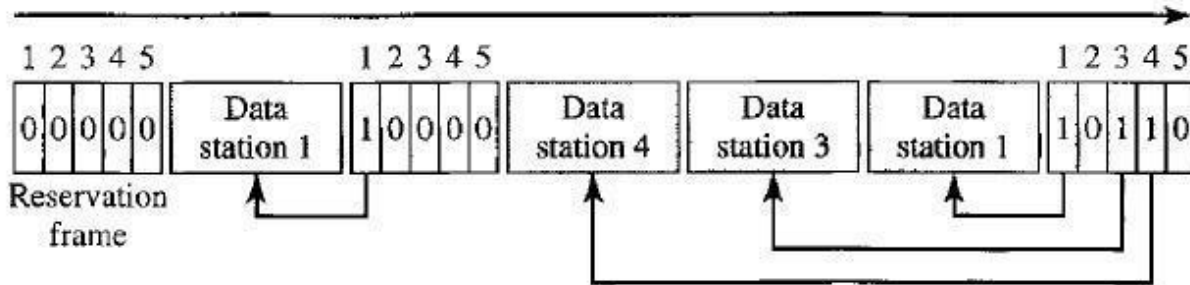 1 2 3 4 5
1 2 3 4 5
1 2 3 4 5
0 0 0 0 0
Data
station 1
1 0 0 0 0
Data
station 4
Data
station 3
Data
station 1
1 0 1 1 0
Reservation
frame